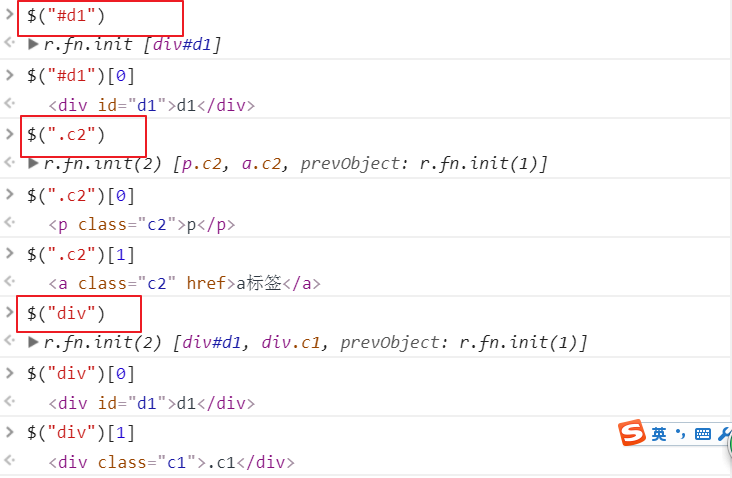 $("#d1")
r.fn.init [div#d1]
$("#d1")[0]
<div id="d1">d1</div>
$(".c2")
r.fn.init(2) [p.c2, a.c2, prevObject: r.fn.init(1)]
$(".c2")[0]
<p class="c2">p</p>
$(".c2")[1]
<a class="c2" href>a标签</a>
$("div")
r.fn.init(2) [div#d1, div.c1, prevObject: r.fn.init(1)]
$("div")[0]
<div id="d1">d1</div>
$("div")[1]
英
<div class="c1">.c1</div>